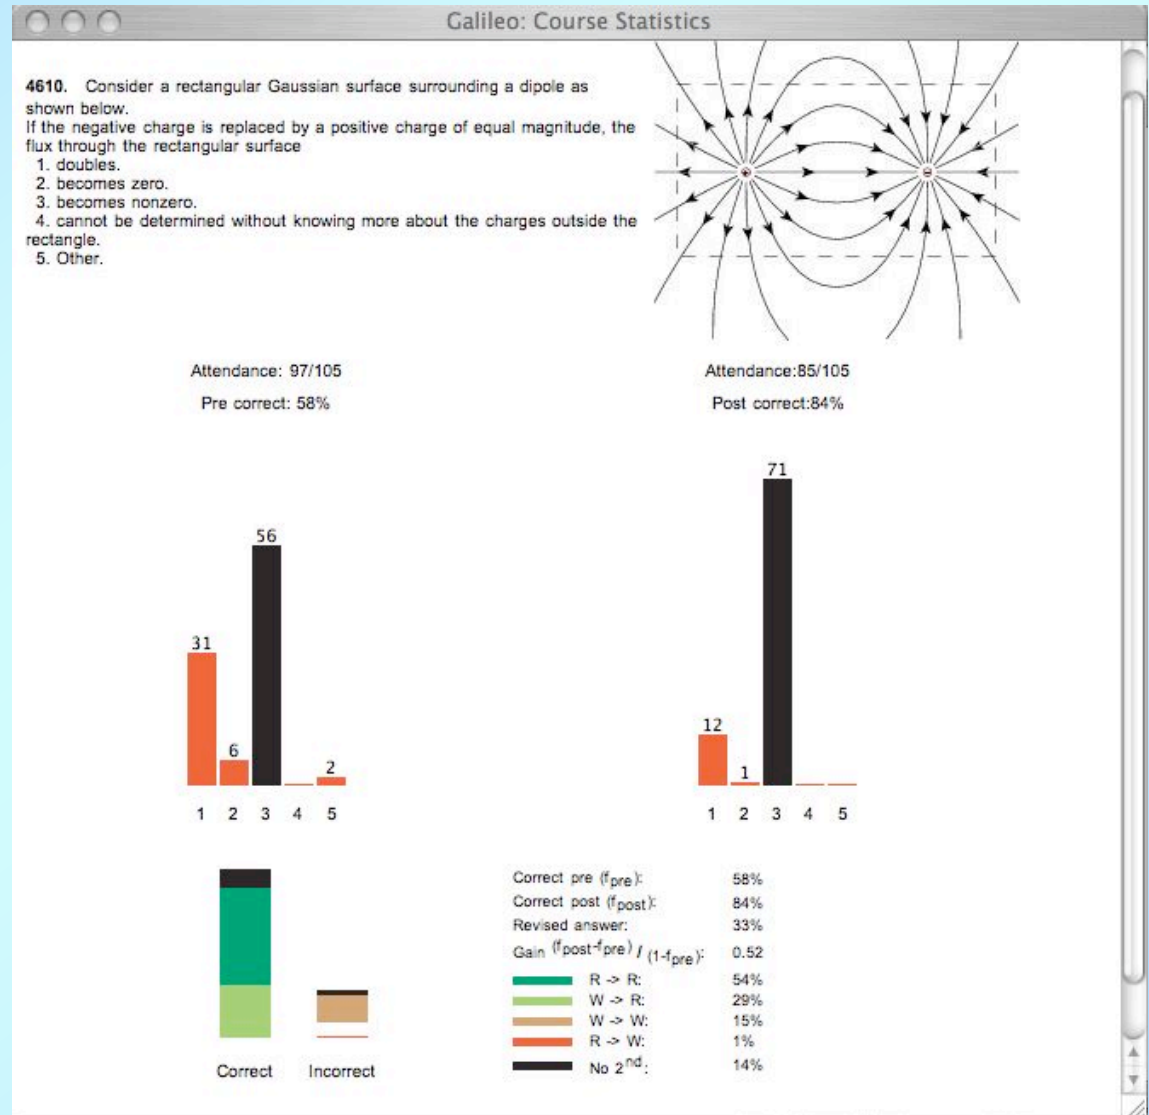 Galileo: Course Statistics
4610. Consider a rectangular Gaussian surface surrounding a dipole as
shown below.
If the negative charge is replaced by a positive charge of equal magnitude, the
flux through the rectangular surface
1. doubles.
2. becomes zero.
3. becomes nonzero.
4. cannot be determined without knowing more about the charges outside the
rectangle.
5. Other.
Attendance: 97/105
Pre correct: 58%
Attendance:85/105
Post correct:84%
31
6
56
2
1 2 3 4 5
12
1
71
1 2 3 4 5
Correct Incorrect
Correct pre (fpre): 58%
Correct post (fpost): 84%
Revised answer: 33%
Gain (fpost-fpre) / (1-fpre): 0.52
R -> R: 54%
W -> R: 29%
W -> W: 15%
R -> W: 1%
No 2nd: 14%